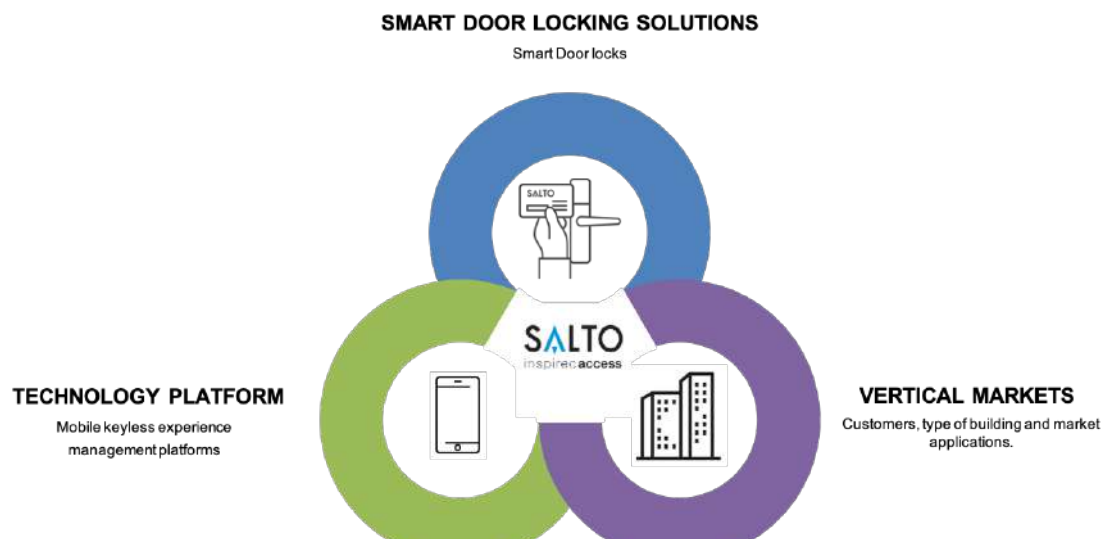 SMART DOOR LOCKING SOLUTIONS
Smart Door locks
SALTO
SALTO
inspirec access
TECHNOLOGY PLATFORM
Mobile keyless experience
management platforms
VERTICAL MARKETS
Customers, type of building and market
applications.